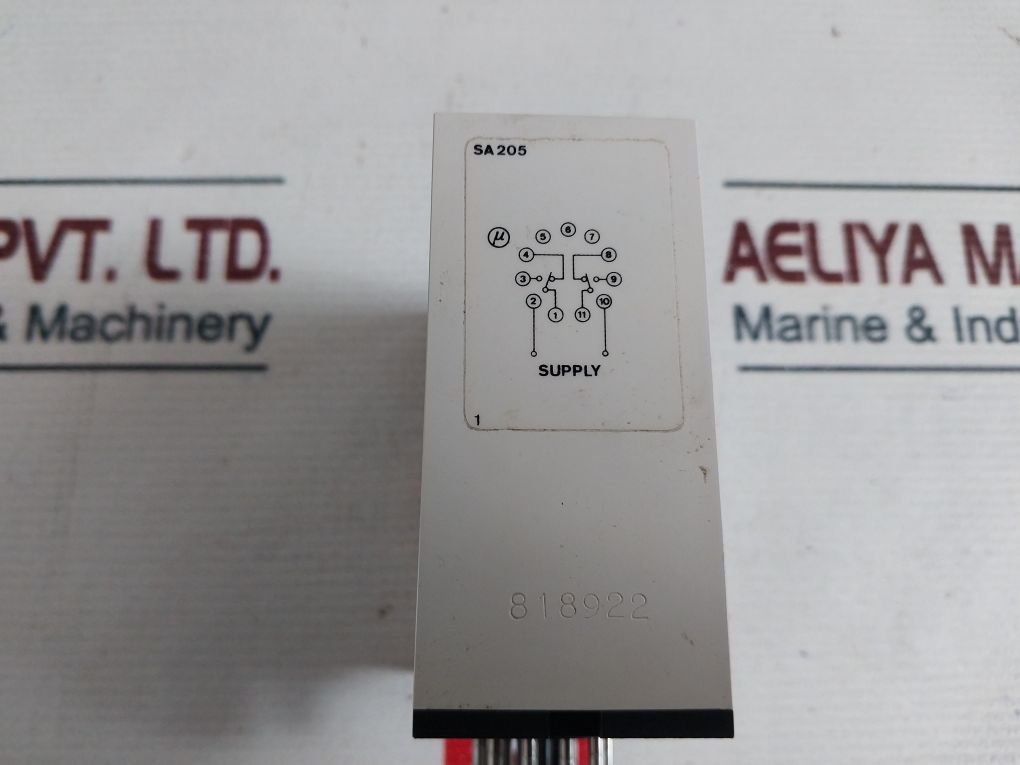 SA205
µ
6
5 7
4 8
3 9
2 10
1 11
SUPPLY
1
818922
PVT. LTD.
& Machinery
AELIYA MA
Marine & Ind